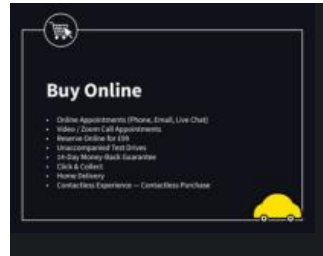 Buy Online
• Online Appointments (Phone, Email, Live Chat)
• Video / Zoom Call Appointments
• Reserve Online for £99
• Unaccompanied Test Drives
• 14-Day Money-Back Guarantee
• Click & Collect
• Home Delivery
• Contactless Experience — Contactless Purchase